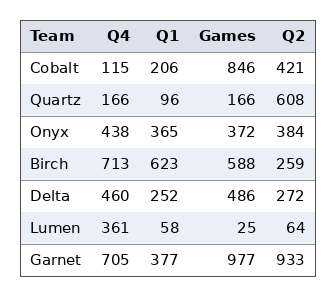 Team Q4 Q1 Games Q2
Cobalt 115 206 846 421
Quartz 166 96 166 608
Onyx 438 365 372 384
Birch 713 623 588 259
Delta 460 252 486 272
Lumen 361 58 25 64
Garnet 705 377 977 933